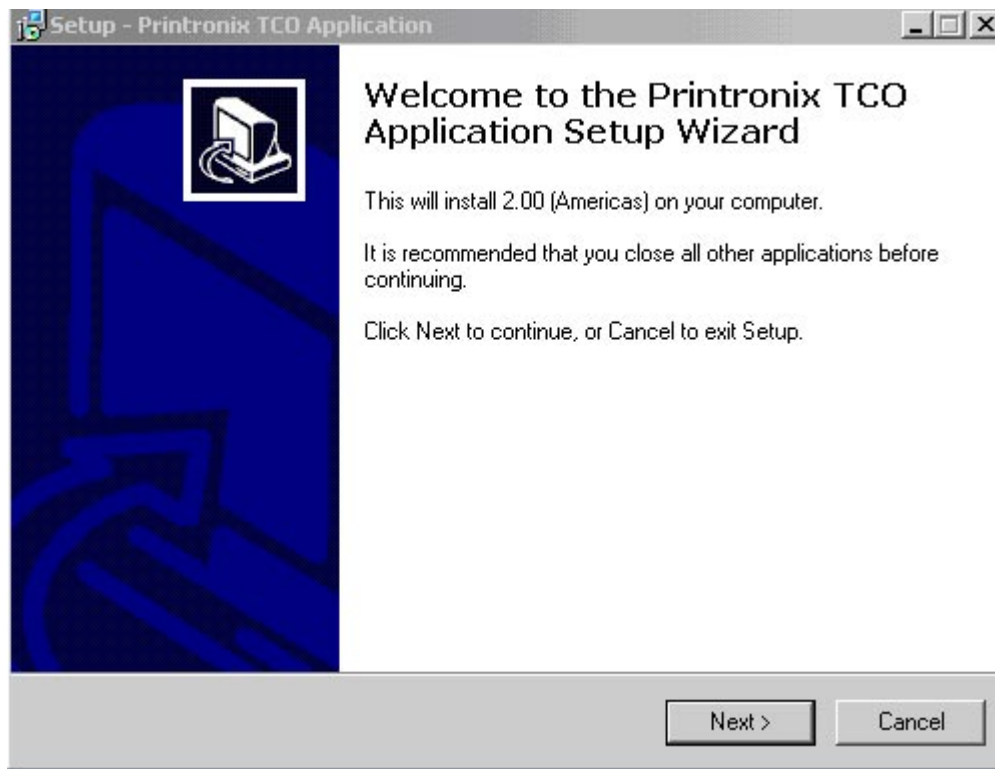 Setup - Printronix TCO Application
Welcome to the Printronix TCO
Application Setup Wizard
This will install 2.00 (Americas) on your computer.
It is recommended that you close all other applications before
continuing.
Click Next to continue, or Cancel to exit Setup.
Next >
Cancel